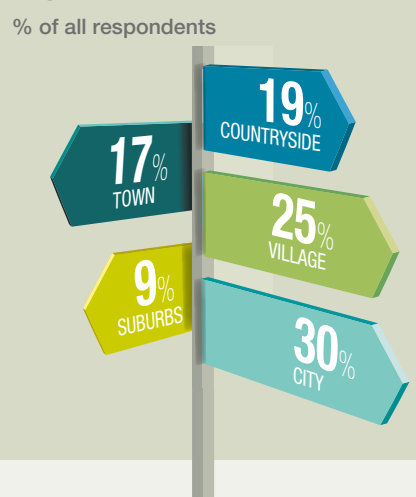 % of all respondents
19%
COUNTRYSIDE
17%
TOWN
25%
VILLAGE
9%
SUBURBS
30%
CITY